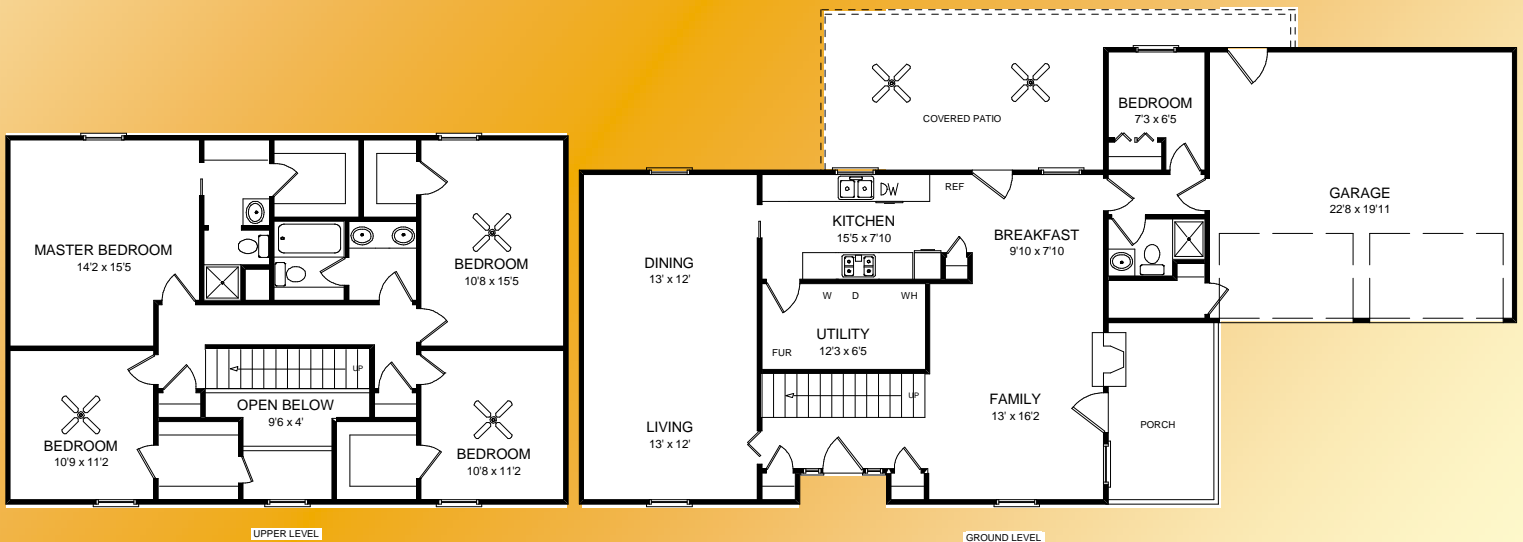 MASTER BEDROOM
14'2 x 15'5
BEDROOM
10'8 x 15'5
UP
OPEN BELOW
9'6 x 4'
BEDROOM
10'9 x 11'2
BEDROOM
10'8 x 11'2
UPPER LEVEL
COVERED PATIO
BEDROOM
7'3 x 6'5
GARAGE
22'8 x 19'11
DW
REF
KITCHEN
15'5 x 7'10
BREAKFAST
9'10 x 7'10
DINING
13' x 12'
W D WH
UTILITY
12'3 x 6'5
FUR
UP
FAMILY
13' x 16'2
LIVING
13' x 12'
PORCH
GROUND LEVEL